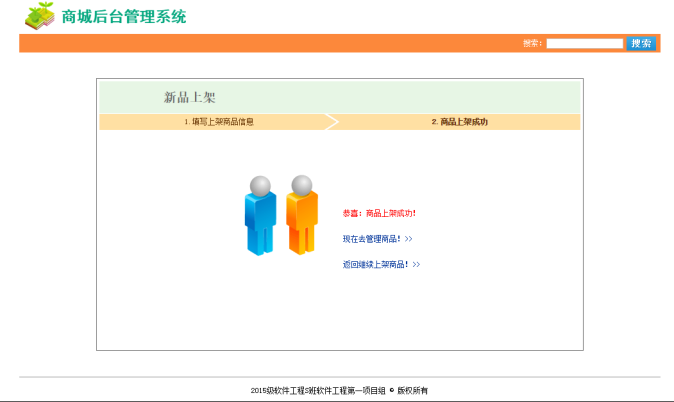 商城后台管理系统
搜索： 搜索
新品上架
1.填写上架商品信息 2.商品上架成功
恭喜：商品上架成功！
现在去管理商品！>>
返回继续上架商品！>>
2015级软件工程S班软件工程第一项目组 © 版权所有